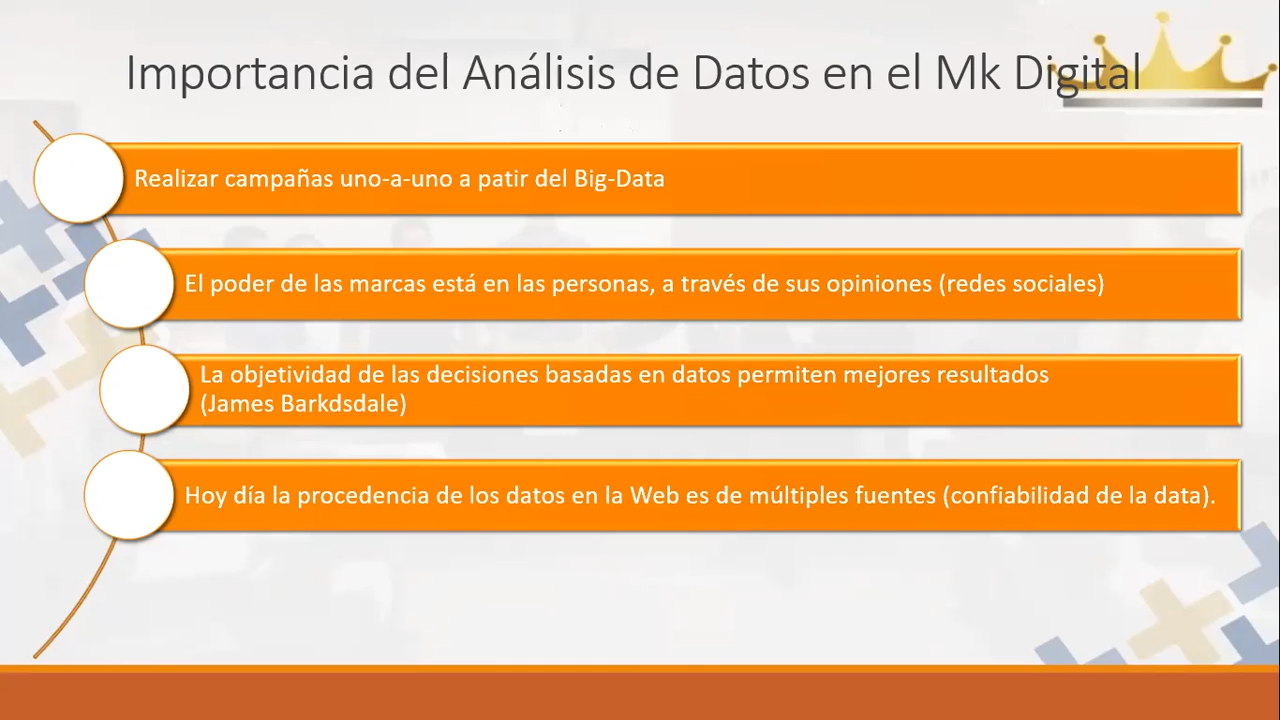 Importancia del Análisis de Datos en el Mk Digital
Realizar campañas uno-a-uno a patir del Big-Data
El poder de las marcas está en las personas, a través de sus opiniones (redes sociales)
La objetividad de las decisiones basadas en datos permiten mejores resultados
(James Barkdsdale)
Hoy día la procedencia de los datos en la Web es de múltiples fuentes (confiabilidad de la data).